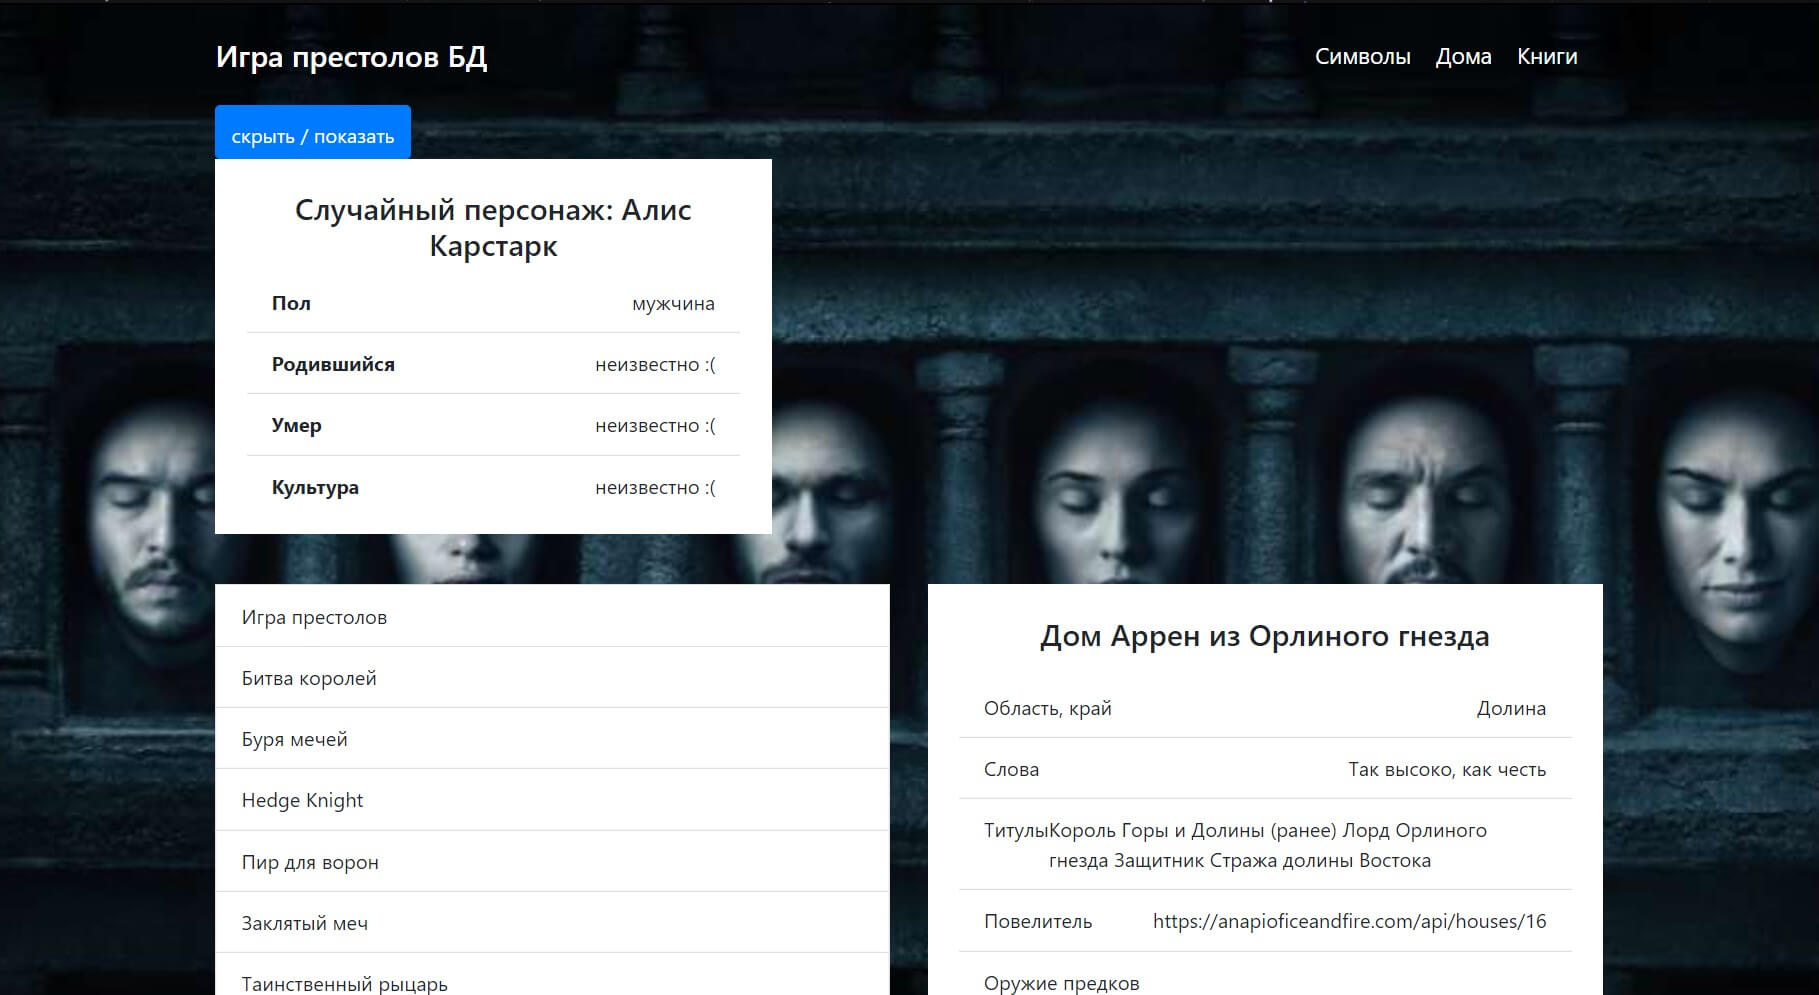 Игра престолов БД
Символы Дома Книги
скрыть / показать
Случайный персонаж: Алис
Карстарк
Пол мужчина
Родившийся неизвестно :(
Умер неизвестно :(
Культура неизвестно :(
Игра престолов
Битва королей
Буря мечей
Hedge Knight
Пир для ворон
Заклятый меч
Таинственный рыцарь
Дом Аррен из Орлиного гнезда
Область, край Долина
Слова Так высоко, как честь
ТитулыКороль Горы и Долины (ранее) Лорд Орлиного
гнезда Защитник Стража долины Востока
Повелитель https://anapioficeandfire.com/api/houses/16
Оружие предков